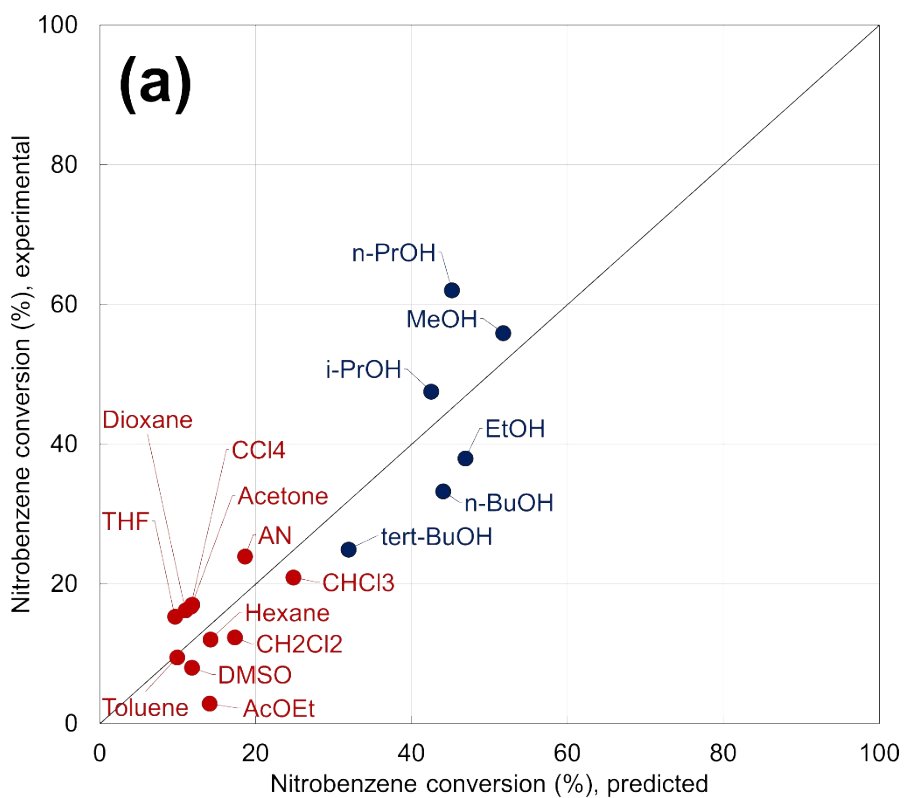 100
(a)
80
n-PrOH
60
MeOH
i-PrOH
Dioxane
EtOH
40
CCl4
Acetone
n-BuOH
THF
AN
tert-BuOH
20
CHCl3
Hexane
CH2Cl2
DMSO
Toluene
AcOEt
0
0 20 40 60 80 100
Nitrobenzene conversion (%), predicted
Nitrobenzene conversion (%), experimental